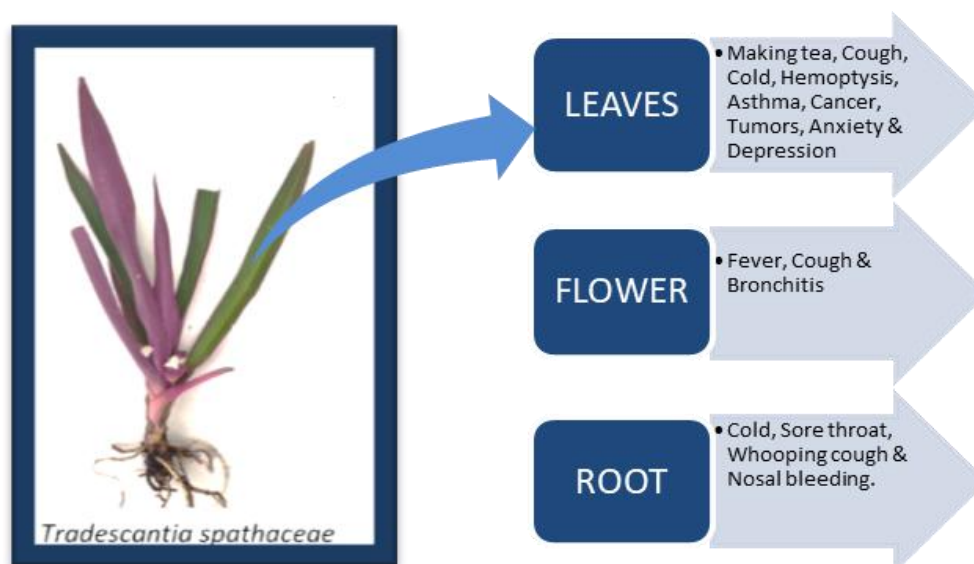 Tradescantia spathaceae
LEAVES
• Making tea, Cough,
Cold, Hemoptysis,
Asthma, Cancer,
Tumors, Anxiety &
Depression
FLOWER
• Fever, Cough &
Bronchitis
ROOT
• Cold, Sore throat,
Whooping cough &
Nosal bleeding.